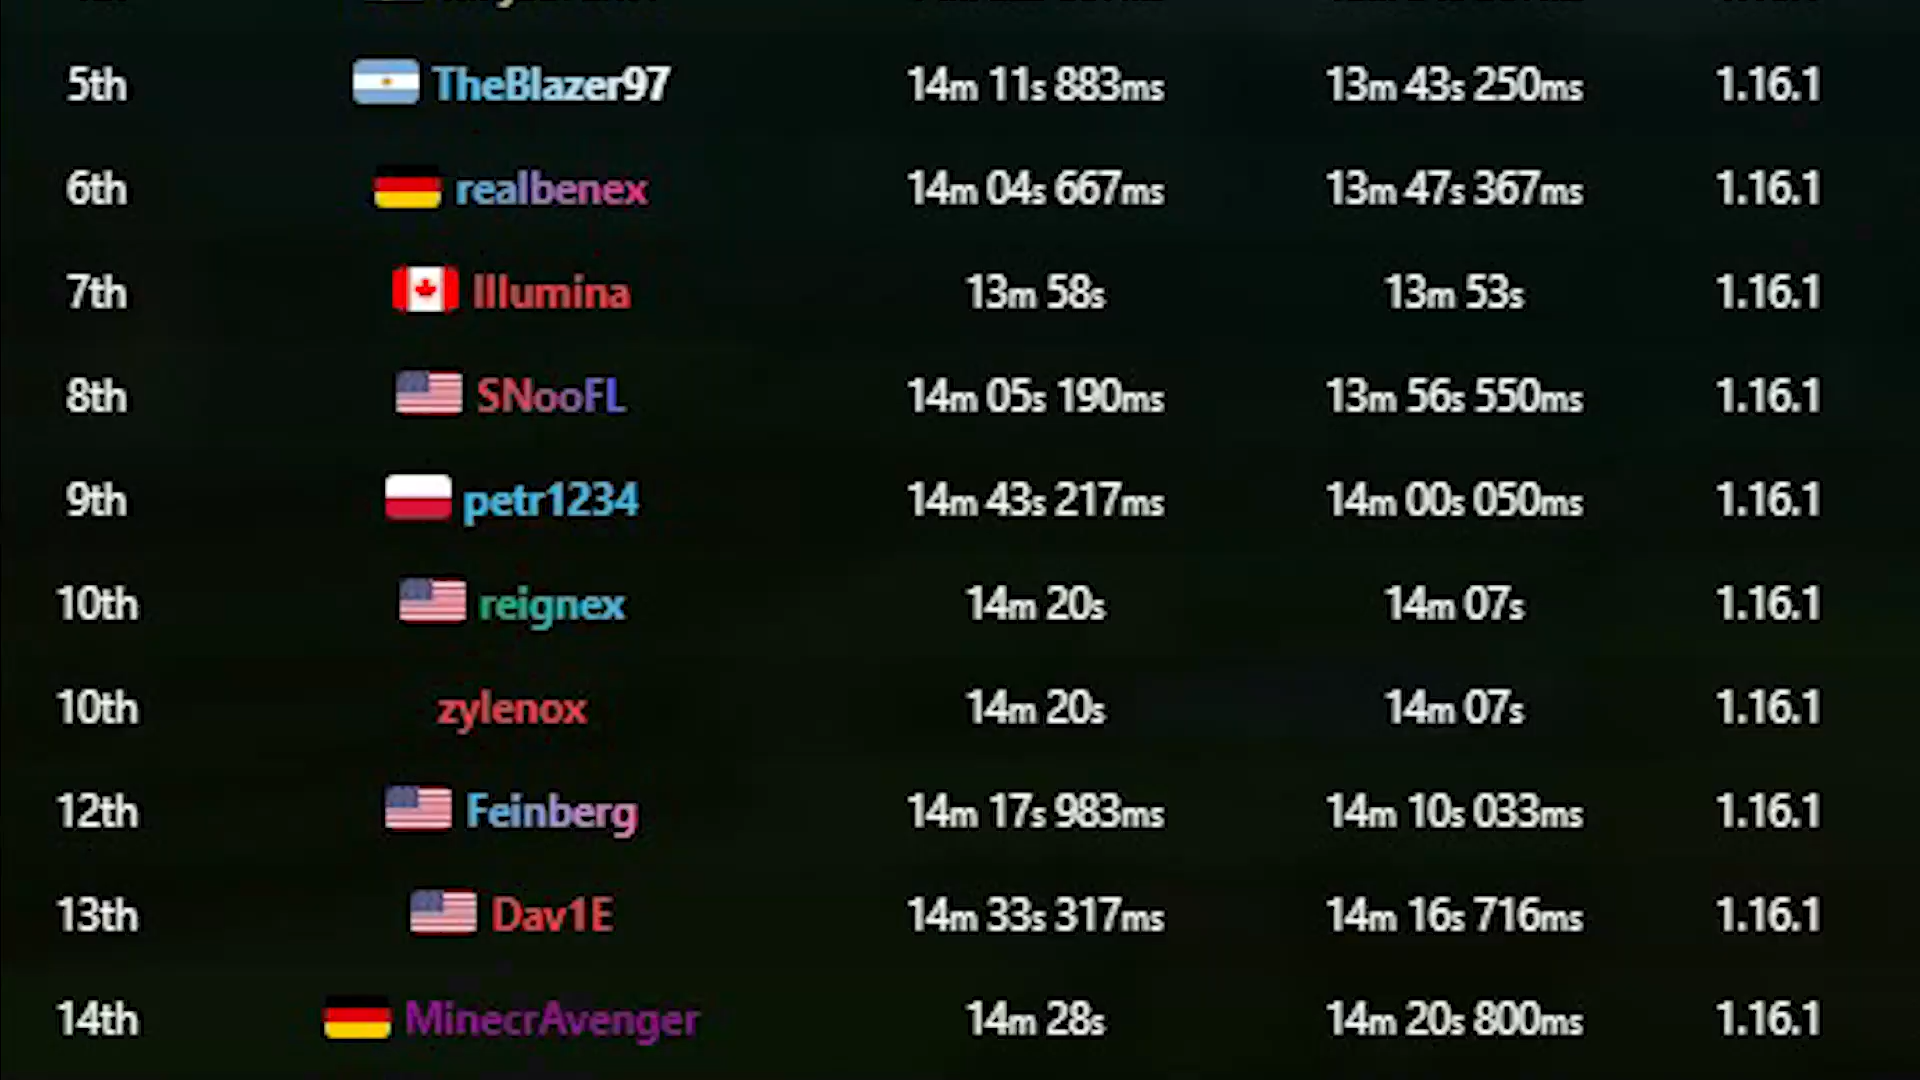 5th TheBlazer97 14m 11s 883ms 13m 43s 250ms 1.16.1
6th realbenex 14m 04s 667ms 13m 47s 367ms 1.16.1
7th Illumina 13m 58s 13m 53s 1.16.1
8th SNooFL 14m 05s 190ms 13m 56s 550ms 1.16.1
9th petr1234 14m 43s 217ms 14m 00s 050ms 1.16.1
10th reignex 14m 20s 14m 07s 1.16.1
10th zylenox 14m 20s 14m 07s 1.16.1
12th Feinberg 14m 17s 983ms 14m 10s 033ms 1.16.1
13th Dav1E 14m 33s 317ms 14m 16s 716ms 1.16.1
14th MinecrAvenger 14m 28s 14m 20s 800ms 1.16.1